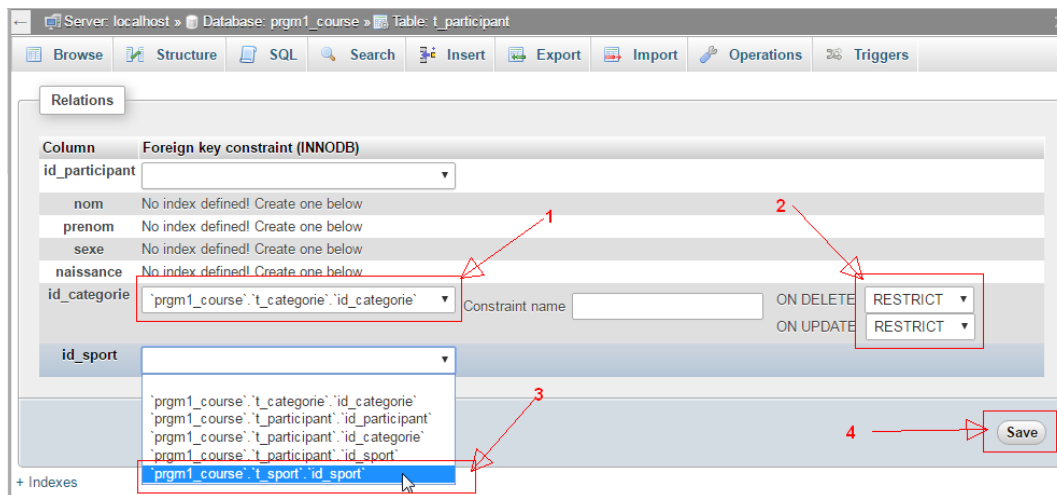 ← Server: localhost » Database: prgm1_course » Table: t_participant
Browse Structure SQL Search Insert Export Import Operations Triggers
Relations
Column Foreign key constraint (INNODB)
id_participant
nom No index defined! Create one below
prenom No index defined! Create one below
sexe No index defined! Create one below
naissance No index defined! Create one below
1
2
id_categorie `prgm1_course`.`t_categorie`.`id_categorie` Constraint name ON DELETE RESTRICT
ON UPDATE RESTRICT
id_sport
`prgm1_course`.`t_categorie`.`id_categorie`
`prgm1_course`.`t_participant`.`id_participant`
`prgm1_course`.`t_participant`.`id_categorie`
`prgm1_course`.`t_participant`.`id_sport`
`prgm1_course`.`t_sport`.`id_sport`
3
4
Save
+ Indexes